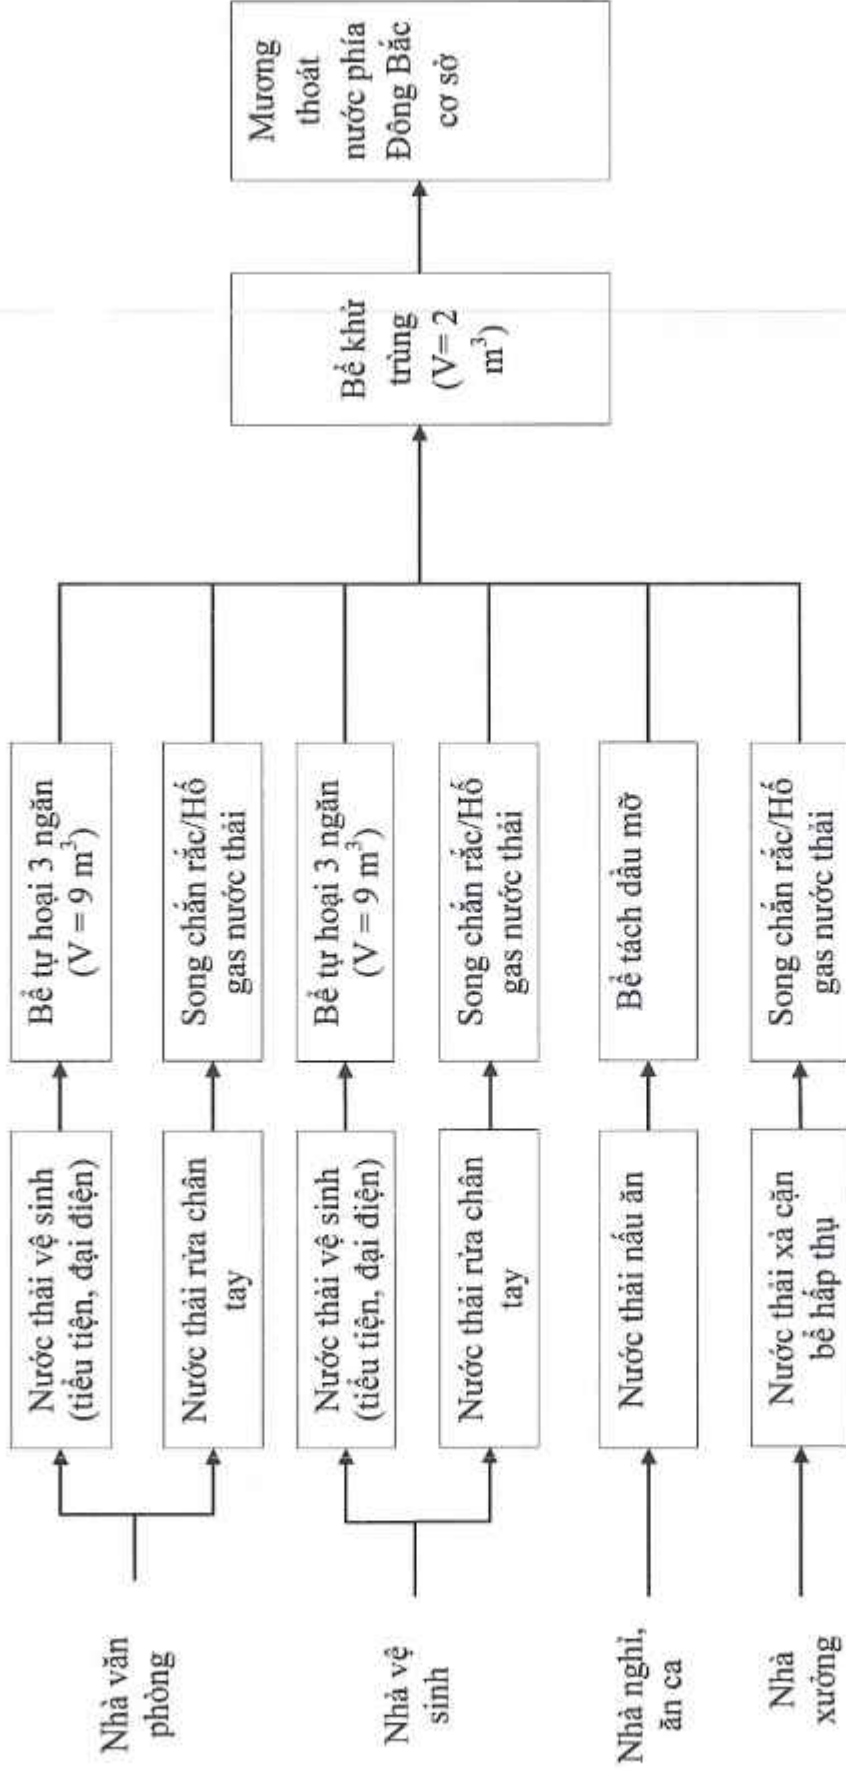 Nhà văn
phòng
Nước thải vệ sinh
(tiểu tiện, đại điện)
Bể tự hoại 3 ngăn
(V = 9 m³)
Nước thải rửa chân
tay
Song chắn rắc/Hố
gas nước thải
Nhà vệ
sinh
Nước thải vệ sinh
(tiểu tiện, đại điện)
Bể tự hoại 3 ngăn
(V = 9 m³)
Nước thải rửa chân
tay
Song chắn rắc/Hố
gas nước thải
Nhà nghỉ,
ăn ca
Nước thải nấu ăn
Bể tách dầu mỡ
Nhà
xưởng
Nước thải xả cặn
bể hấp thụ
Song chắn rắc/Hố
gas nước thải
Bể khử
trùng
(V= 2
m³)
Mương
thoát
nước phía
Đông Bắc
cơ sở